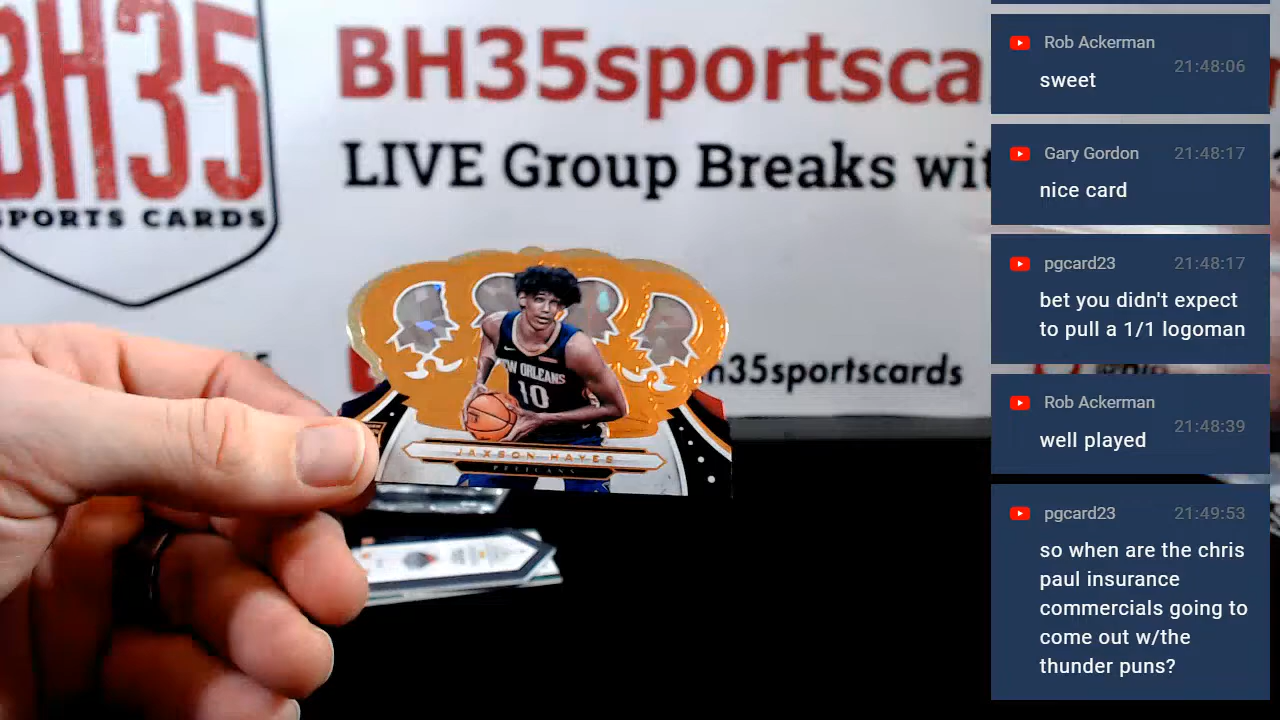 BH35
SPORTS CARDS
BH35sportsca
LIVE Group Breaks wit
h35sportscards
NEW ORLEANS
10
JAXSON HAYES
PELICANS
Rob Ackerman
21:48:06
sweet
Gary Gordon
21:48:17
nice card
pgcard23
21:48:17
bet you didn't expect
to pull a 1/1 logoman
Rob Ackerman
21:48:39
well played
pgcard23
21:49:53
so when are the chris
paul insurance
commercials going to
come out w/the
thunder puns?